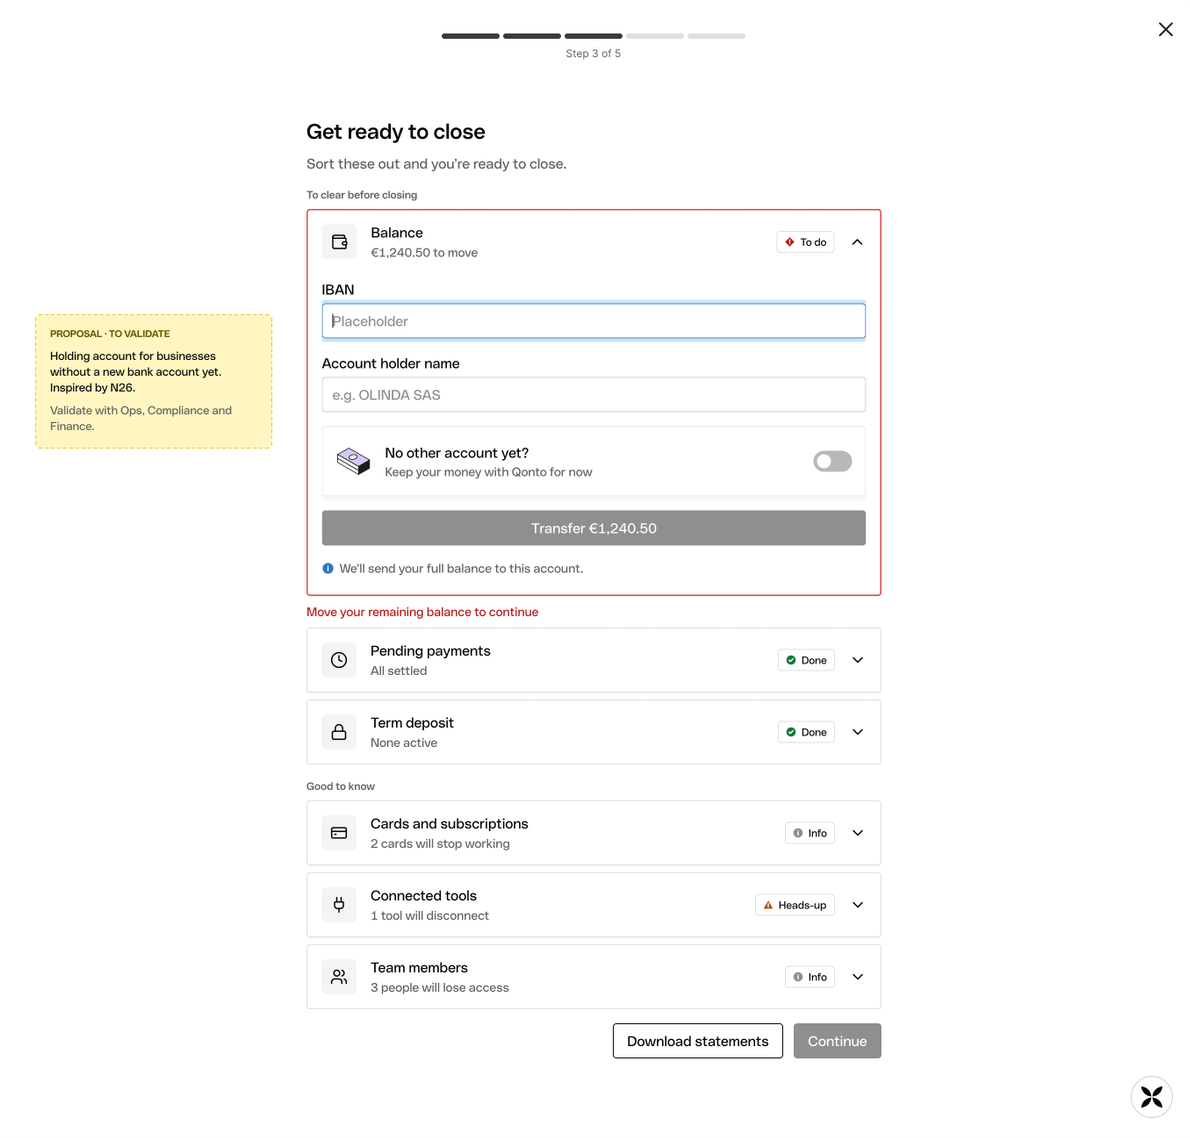 Step 3 of 5
Get ready to close
Sort these out and you're ready to close.
To clear before closing
Balance
€1,240.50 to move
To do
IBAN
Placeholder
Account holder name
e.g. OLINDA SAS
No other account yet?
Keep your money with Qonto for now
Transfer €1,240.50
We'll send your full balance to this account.
Move your remaining balance to continue
PROPOSAL · TO VALIDATE
Holding account for businesses
without a new bank account yet.
Inspired by N26.
Validate with Ops, Compliance and
Finance.
Pending payments
All settled
Done
Term deposit
None active
Done
Good to know
Cards and subscriptions
2 cards will stop working
Info
Connected tools
1 tool will disconnect
Heads-up
Team members
3 people will lose access
Info
Download statements
Continue